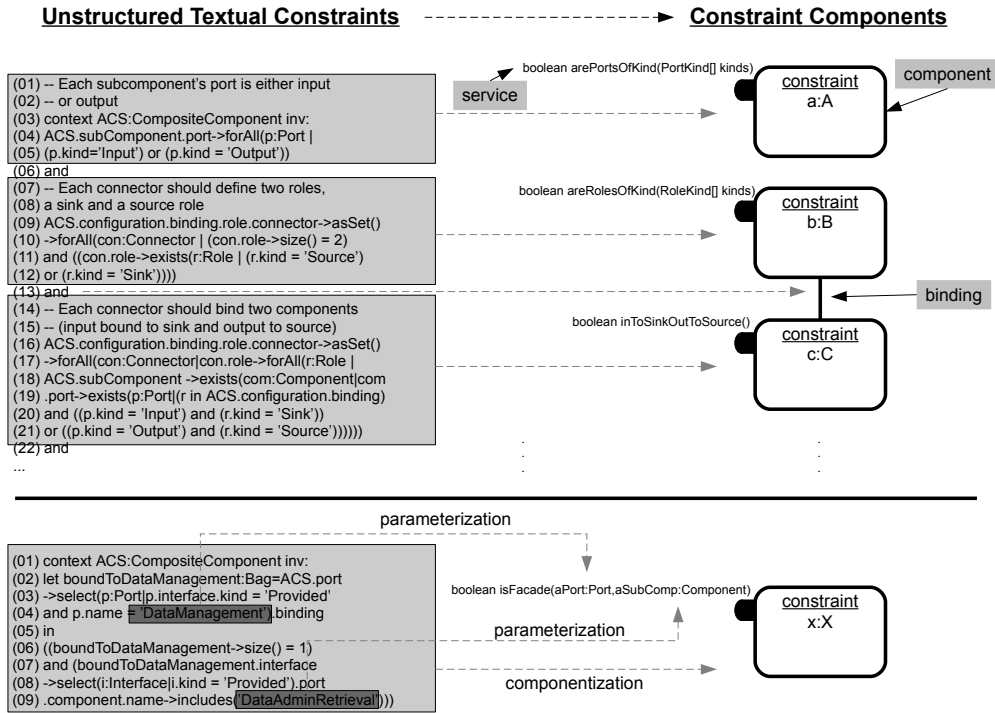 Unstructured Textual Constraints
Constraint Components
boolean arePortsOfKind(PortKind[] kinds)
service
component
(01) -- Each subcomponent's port is either input
(02) -- or output
(03) context ACS:CompositeComponent inv:
(04) ACS.subComponent.port->forAll(p:Port |
(05) (p.kind='Input') or (p.kind = 'Output'))
(06) and
constraint
a:A
(07) -- Each connector should define two roles,
(08) a sink and a source role
(09) ACS.configuration.binding.role.connector->asSet()
(10) ->forAll(con:Connector | (con.role->size() = 2)
(11) and ((con.role->exists(r:Role | (r.kind = 'Source')
(12) or (r.kind = 'Sink'))))
(13) and
boolean areRolesOfKind(RoleKind[] kinds)
constraint
b:B
binding
(14) -- Each connector should bind two components
(15) -- (input bound to sink and output to source)
(16) ACS.configuration.binding.role.connector->asSet()
(17) ->forAll(con:Connector|con.role->forAll(r:Role |
(18) ACS.subComponent ->exists(com:Component|com
(19) .port->exists(p:Port|(r in ACS.configuration.binding)
(20) and ((p.kind = 'Input') and (r.kind = 'Sink'))
(21) or ((p.kind = 'Output') and (r.kind = 'Source'))))))
(22) and
...
boolean inToSinkOutToSource()
constraint
c:C
parameterization
(01) context ACS:CompositeComponent inv:
(02) let boundToDataManagement:Bag=ACS.port
(03) ->select(p:Port|p.interface.kind = 'Provided'
(04) and p.name = 'DataManagement').binding
(05) in
(06) ((boundToDataManagement->size() = 1)
(07) and (boundToDataManagement.interface
(08) ->select(i:Interface|i.kind = 'Provided').port
(09) .component.name->includes('DataAdminRetrieval')))
boolean isFacade(aPort:Port,aSubComp:Component)
parameterization
componentization
constraint
x:X